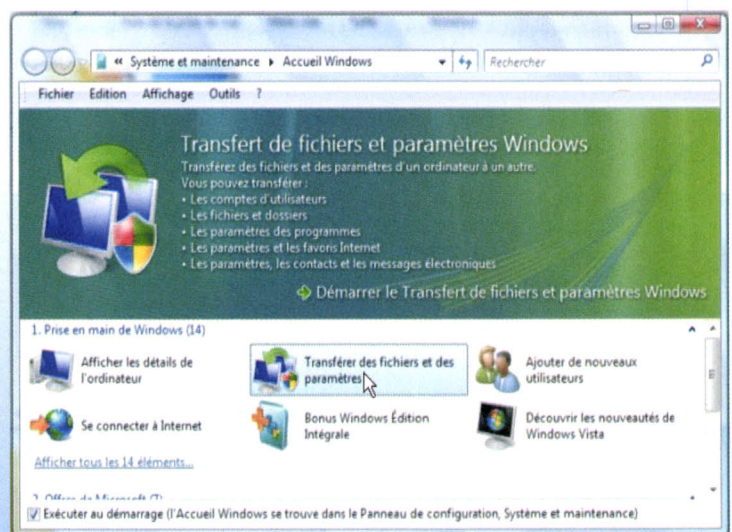 « Système et maintenance ▸ Accueil Windows
Rechercher
Fichier Edition Affichage Outils ?
Transfert de fichiers et paramètres Windows
Transférez des fichiers et des paramètres d'un ordinateur à un autre.
Vous pouvez transférer :
• Les comptes d'utilisateurs
• Les fichiers et dossiers
• Les paramètres des programmes
• Les paramètres et les favoris Internet
• Les paramètres, les contacts et les messages électroniques
Démarrer le Transfert de fichiers et paramètres Windows
1. Prise en main de Windows (14)
Afficher les détails de
l'ordinateur
Transférer des fichiers et des
paramètres
Ajouter de nouveaux
utilisateurs
Se connecter à Internet
Bonus Windows Édition
Intégrale
Découvrir les nouveautés de
Windows Vista
Afficher tous les 14 éléments...
2. Offres de Microsoft (7)
Exécuter au démarrage (l'Accueil Windows se trouve dans le Panneau de configuration, Système et maintenance)